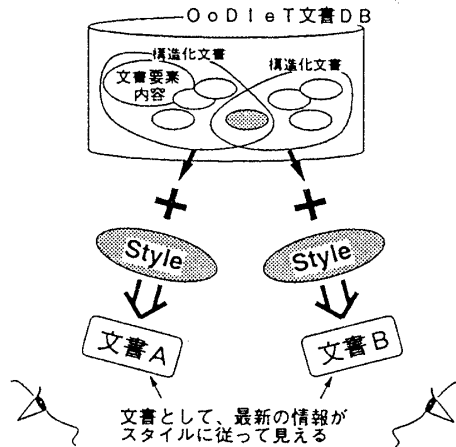 OoDIeT文書DB
構造化文書
構造化文書
文書要素
内容
Style
Style
文書A
文書B
文書として、最新の情報が
スタイルに従って見える